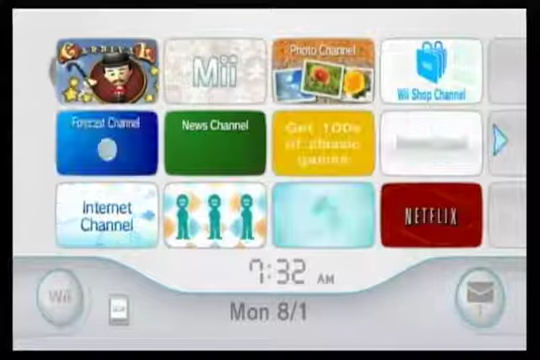 CARNIVAL
Mii
Photo Channel
Wii Shop Channel
Forecast Channel
News Channel
Get 100s
of classic
games
Internet
Channel
NETFLIX
7:32 AM
Wii
Mon 8/1